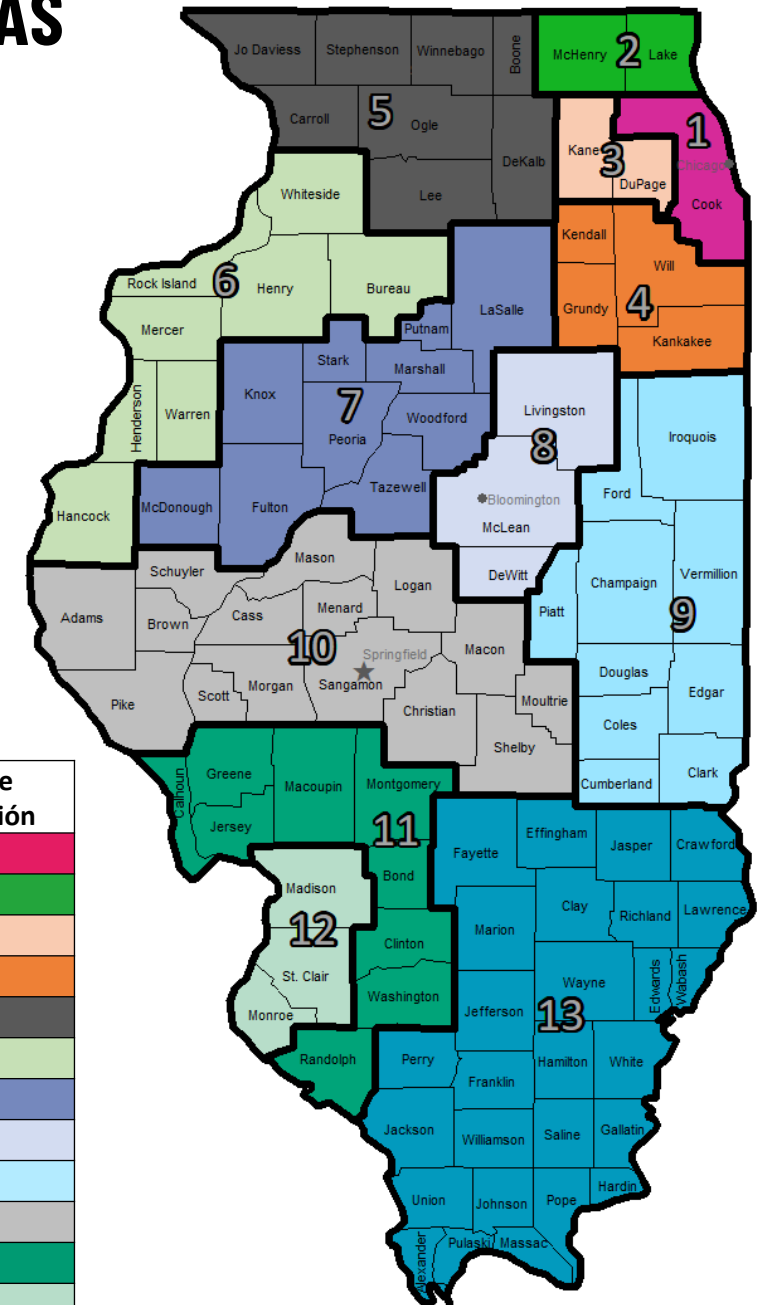 AS
Jo Daviess Stephenson Winnebago Boone McHenry 2 Lake
Carroll 5 Ogle DeKalb Kane 3 1 Chicago
Whiteside Lee DuPage Cook
Kendall Will
Rock Island 6 Henry Bureau LaSalle Grundy 4
Mercer Putnam Kankakee
Stark Marshall
Henderson Warren Knox 7 Peoria Woodford Livingston Iroquois
8
Hancock McDonough Fulton Tazewell Bloomington Ford
McLean
Schuyler Mason Logan DeWitt Champaign Vermillion
Adams Brown Cass Menard Piatt 9
10 Springfield Macon
Pike Scott Morgan Sangamon Christian Moultrie Douglas Edgar
Shelby Coles
Calhoun Greene Macoupin Montgomery Cumberland Clark
Jersey 11 Fayette Effingham Jasper Crawford
Madison Bond Clay Richland Lawrence
12 Clinton Marion
St. Clair Washington Wayne Edwards Wabash
Monroe Jefferson 13
Randolph Perry Franklin Hamilton White
Jackson Williamson Saline Gallatin
Union Johnson Pope Hardin
Alexander Pulaski Massac
e
ión